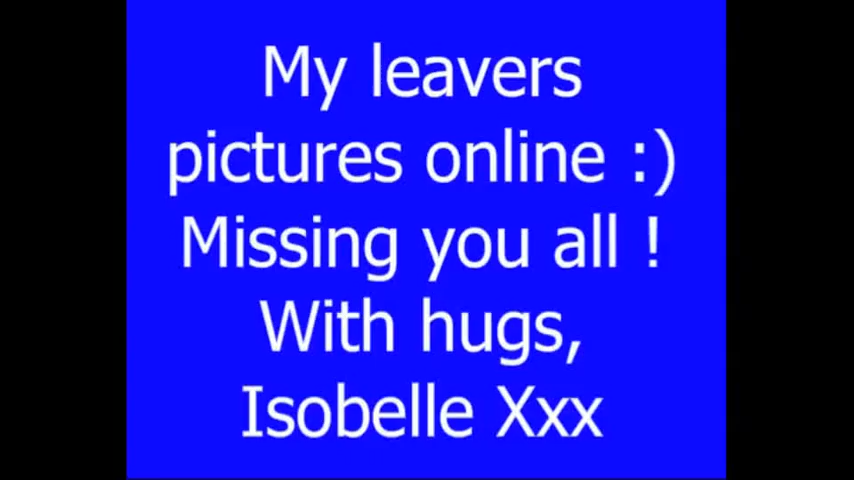 My leavers
pictures online :)
Missing you all !
With hugs,
Isobelle Xxx